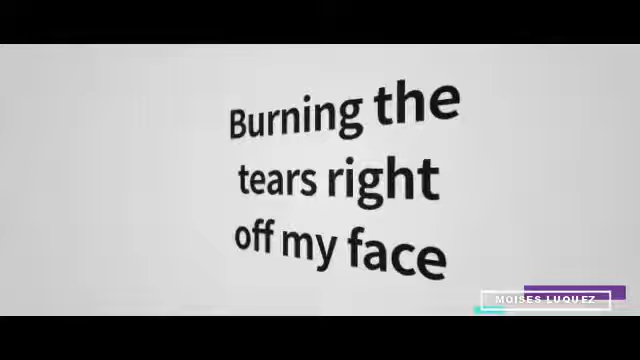 Burning the
tears right
off my face
MOISES LUQUEZ